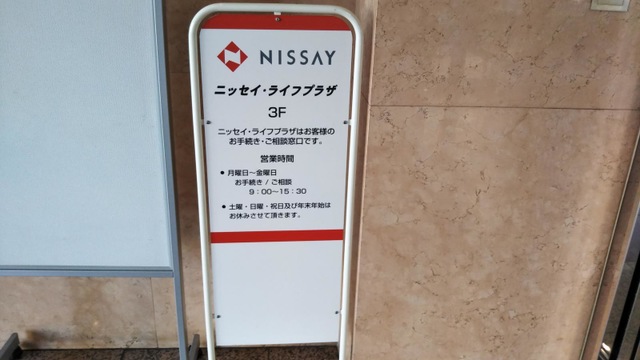 NISSAY
ニッセイ・ライフプラザ
3F
ニッセイ・ライフプラザはお客様の
お手続き・ご相談窓口です。
営業時間
● 月曜日～金曜日
お手続き / ご相談
9：00～15：30
● 土曜・日曜・祝日及び年末年始は
お休みさせて頂きます。